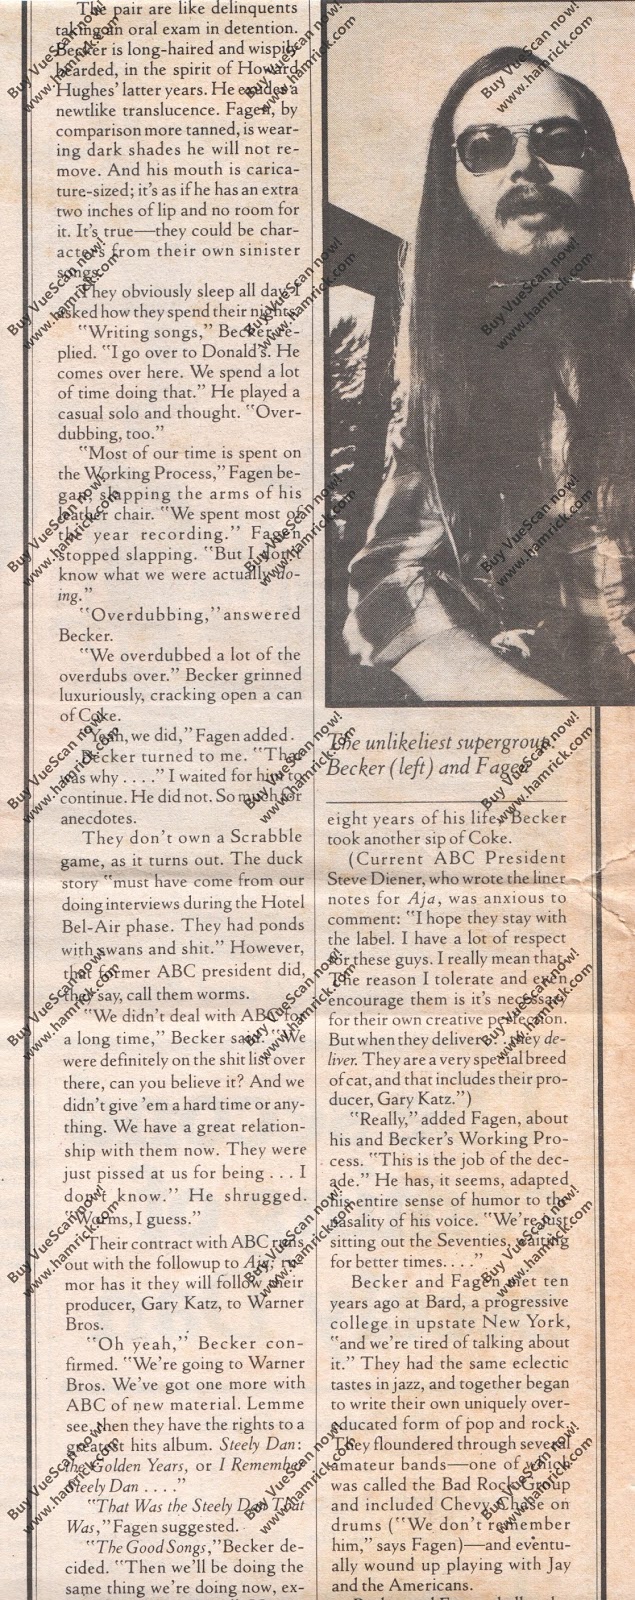 The pair are like delinquents
taking an oral exam in detention.
Becker is long-haired and wispily
bearded, in the spirit of Howard
Hughes' latter years. He exudes a
newtlike translucence. Fagen, by
comparison more tanned, is wear-
ing dark shades he will not re-
move. And his mouth is carica-
ture-sized; it's as if he has an extra
two inches of lip and no room for
it. It's true—they could be char-
acters from their own sinister
songs.
They obviously sleep all day. I
asked how they spend their nights.
"Writing songs," Becker re-
plied. "I go over to Donald's. He
comes over here. We spend a lot
of time doing that." He played a
casual solo and thought. "Over-
dubbing, too."
"Most of our time is spent on
the Working Process," Fagen be-
gan, slapping the arms of his
leather chair. "We spent most of
the year recording." Fagen
stopped slapping. "But I don't
know what we were actually do-
ing."
"Overdubbing," answered
Becker.
"We overdubbed a lot of the
overdubs over." Becker grinned
luxuriously, cracking open a can
of Coke.
"Yeah, we did," Fagen added.
Becker turned to me. "That
was why . . . ." I waited for him to
continue. He did not. So much for
anecdotes.
They don't own a Scrabble
game, as it turns out. The duck
story "must have come from our
doing interviews during the Hotel
Bel-Air phase. They had ponds
with swans and shit." However,
that former ABC president did,
they say, call them worms.
"We didn't deal with ABC for
a long time," Becker said. "We
were definitely on the shit list over
there, can you believe it? And we
didn't give 'em a hard time or any-
thing. We have a great relation-
ship with them now. They were
just pissed at us for being . . . I
don't know." He shrugged.
"Worms, I guess."
Their contract with ABC runs
out with the followup to Aja; ru-
mor has it they will follow their
producer, Gary Katz, to Warner
Bros.
"Oh yeah," Becker con-
firmed. "We're going to Warner
Bros. We've got one more with
ABC of new material. Lemme
see, then they have the rights to a
greatest hits album. Steely Dan:
the Golden Years, or I Remember
Steely Dan . . . ."
"That Was the Steely Dan That
Was," Fagen suggested.
"The Good Songs," Becker de-
cided. "Then we'll be doing the
same thing we're doing now, ex-
The unlikeliest supergroup:
Becker (left) and Fagen
eight years of his life. Becker
took another sip of Coke.
(Current ABC President
Steve Diener, who wrote the liner
notes for Aja, was anxious to
comment: "I hope they stay with
the label. I have a lot of respect
for these guys. I really mean that.
The reason I tolerate and even
encourage them is it's necessary
for their own creative perfection.
But when they deliver . . . they de-
liver. They are a very special breed
of cat, and that includes their pro-
ducer, Gary Katz.")
"Really," added Fagen, about
his and Becker's Working Pro-
cess. "This is the job of the dec-
ade." He has, it seems, adapted
his entire sense of humor to the
nasality of his voice. "We're just
sitting out the Seventies, waiting
for better times. . . ."
Becker and Fagen met ten
years ago at Bard, a progressive
college in upstate New York,
"and we're tired of talking about
it." They had the same eclectic
tastes in jazz, and together began
to write their own uniquely over-
educated form of pop and rock.
They floundered through several
amateur bands—one of which
was called the Bad Rock Group
and included Chevy Chase on
drums ("We don't remember
him," says Fagen)—and eventu-
ally wound up playing with Jay
and the Americans.
Buy VueScan now!
www.hamrick.com